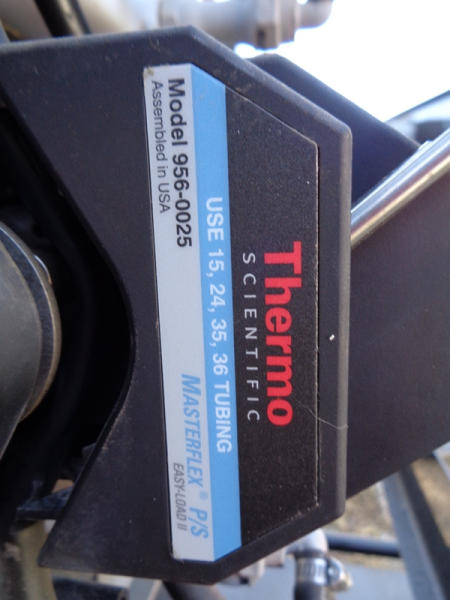 Thermo
SCIENTIFIC
USE 15, 24, 35, 36 TUBING
Model 956-0025
Assembled in USA
MASTERFLEX® P/S
EASY-LOAD II